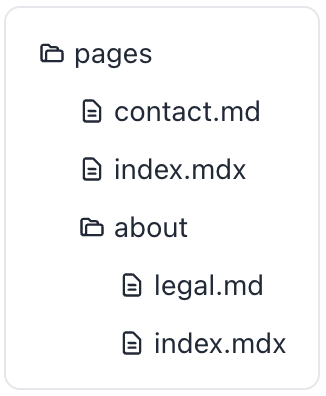 pages
contact.md
index.mdx
about
legal.md
index.mdx